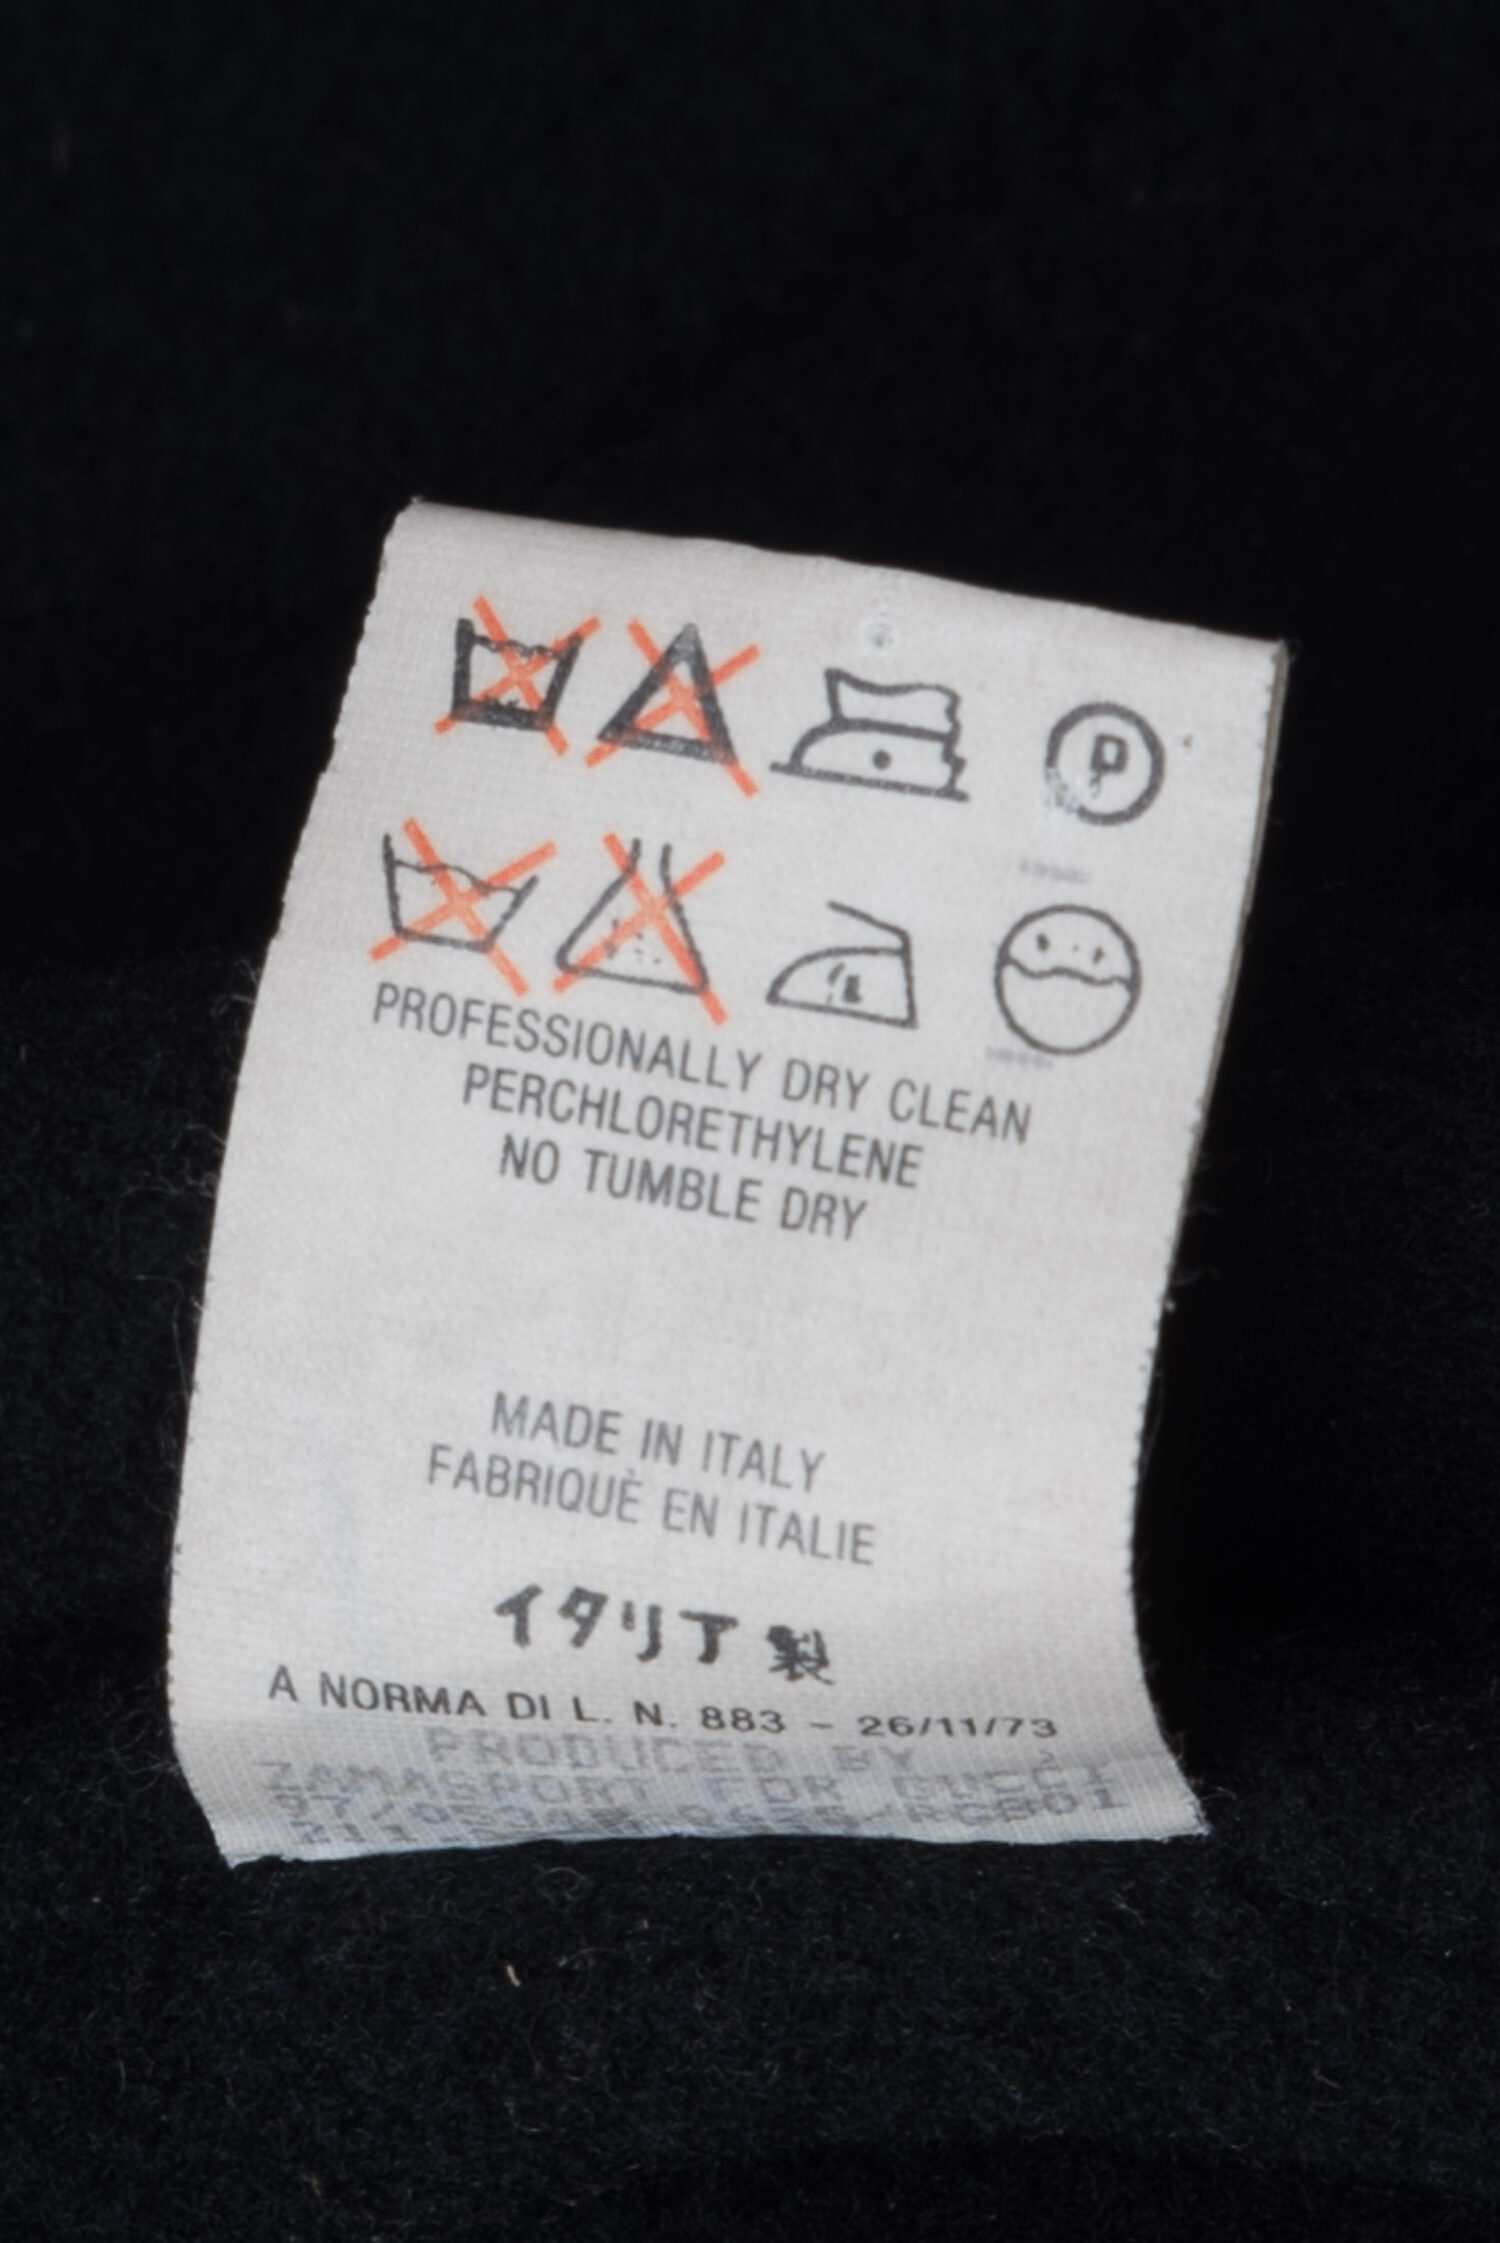 P
PROFESSIONALLY DRY CLEAN
PERCHLORETHYLENE
NO TUMBLE DRY
MADE IN ITALY
FABRIQUÈ EN ITALIE
イタリア製
A NORMA DI L. N. 883 - 26/11/73
PRODUCED BY
ZAMASPORT FOR GUCCI